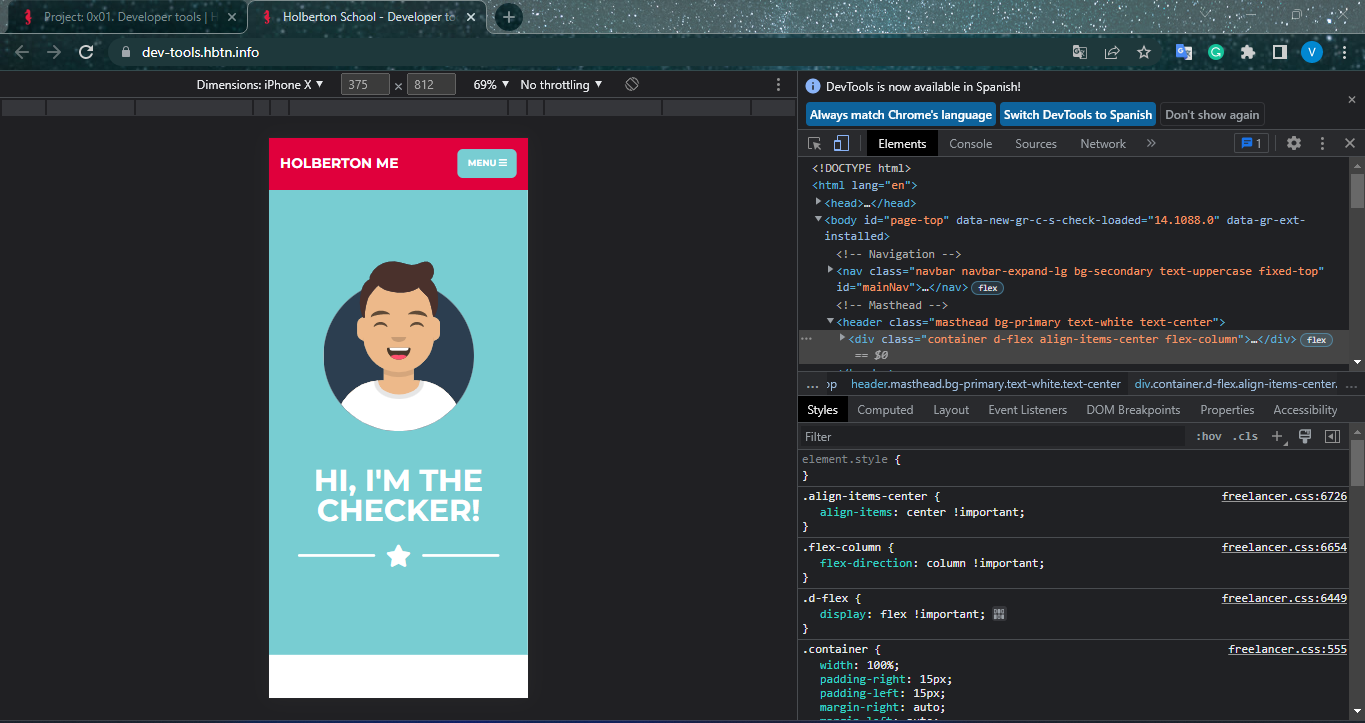 Project: 0x01. Developer tools | H
Holberton School - Developer to
dev-tools.hbtn.info
V
Dimensions: iPhone X ▼ 375 × 812 69% ▼ No throttling ▼
DevTools is now available in Spanish!
Always match Chrome's language Switch DevTools to Spanish Don't show again
Elements Console Sources Network » 1
HOLBERTON ME
MENU
HI, I'M THE
CHECKER!
<!DOCTYPE html>
<html lang="en">
<head>…</head>
<body id="page-top" data-new-gr-c-s-check-loaded="14.1088.0" data-gr-ext-
installed>
<!-- Navigation -->
<nav class="navbar navbar-expand-lg bg-secondary text-uppercase fixed-top"
id="mainNav">…</nav> flex
<!-- Masthead -->
<header class="masthead bg-primary text-white text-center">
<div class="container d-flex align-items-center flex-column">…</div> flex
== $0
... op header.masthead.bg-primary.text-white.text-center div.container.d-flex.align-items-center. ...
Styles Computed Layout Event Listeners DOM Breakpoints Properties Accessibility
Filter :hov .cls +
element.style {
}
.align-items-center { freelancer.css:6726
align-items: center !important;
}
.flex-column { freelancer.css:6654
flex-direction: column !important;
}
.d-flex { freelancer.css:6449
display: flex !important;
}
.container { freelancer.css:555
width: 100%;
padding-right: 15px;
padding-left: 15px;
margin-right: auto;